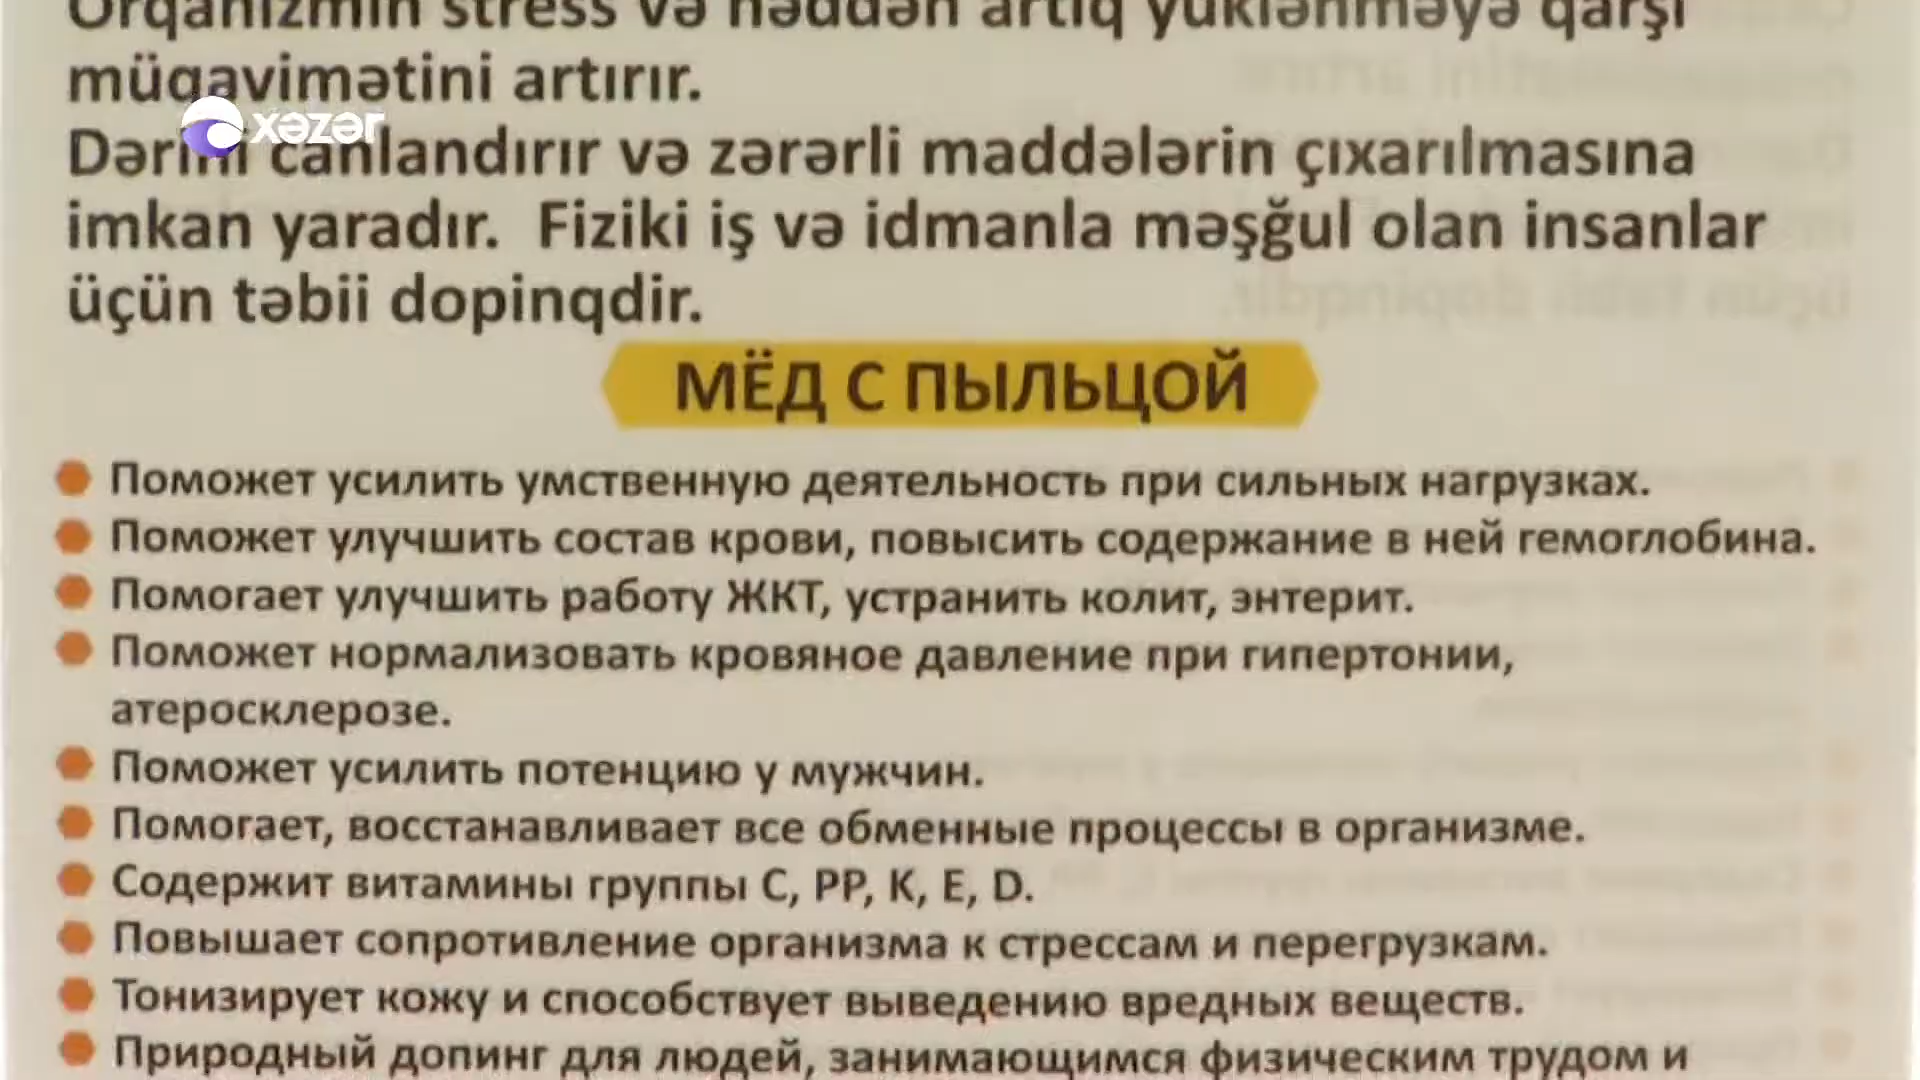 Orqanizmin stress və həddən artıq yüklənməyə qarşı
müqavimətini artırır.
xəzər
Dərini canlandırır və zərərli maddələrin çıxarılmasına
imkan yaradır. Fiziki iş və idmanla məşğul olan insanlar
üçün təbii dopinqdir.
МЁД С ПЫЛЬЦОЙ
Поможет усилить умственную деятельность при сильных нагрузках.
Поможет улучшить состав крови, повысить содержание в ней гемоглобина.
Помогает улучшить работу ЖКТ, устранить колит, энтерит.
Поможет нормализовать кровяное давление при гипертонии,
атеросклерозе.
Поможет усилить потенцию у мужчин.
Помогает, восстанавливает все обменные процессы в организме.
Содержит витамины группы С, РР, К, Е, D.
Повышает сопротивление организма к стрессам и перегрузкам.
Тонизирует кожу и способствует выведению вредных веществ.
Природный допинг для людей, занимающимся физическим трудом и